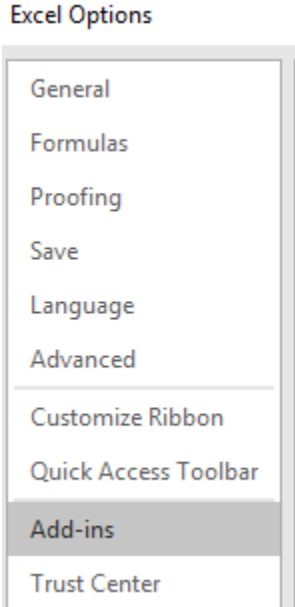 Excel Options
General
Formulas
Proofing
Save
Language
Advanced
Customize Ribbon
Quick Access Toolbar
Add-ins
Trust Center